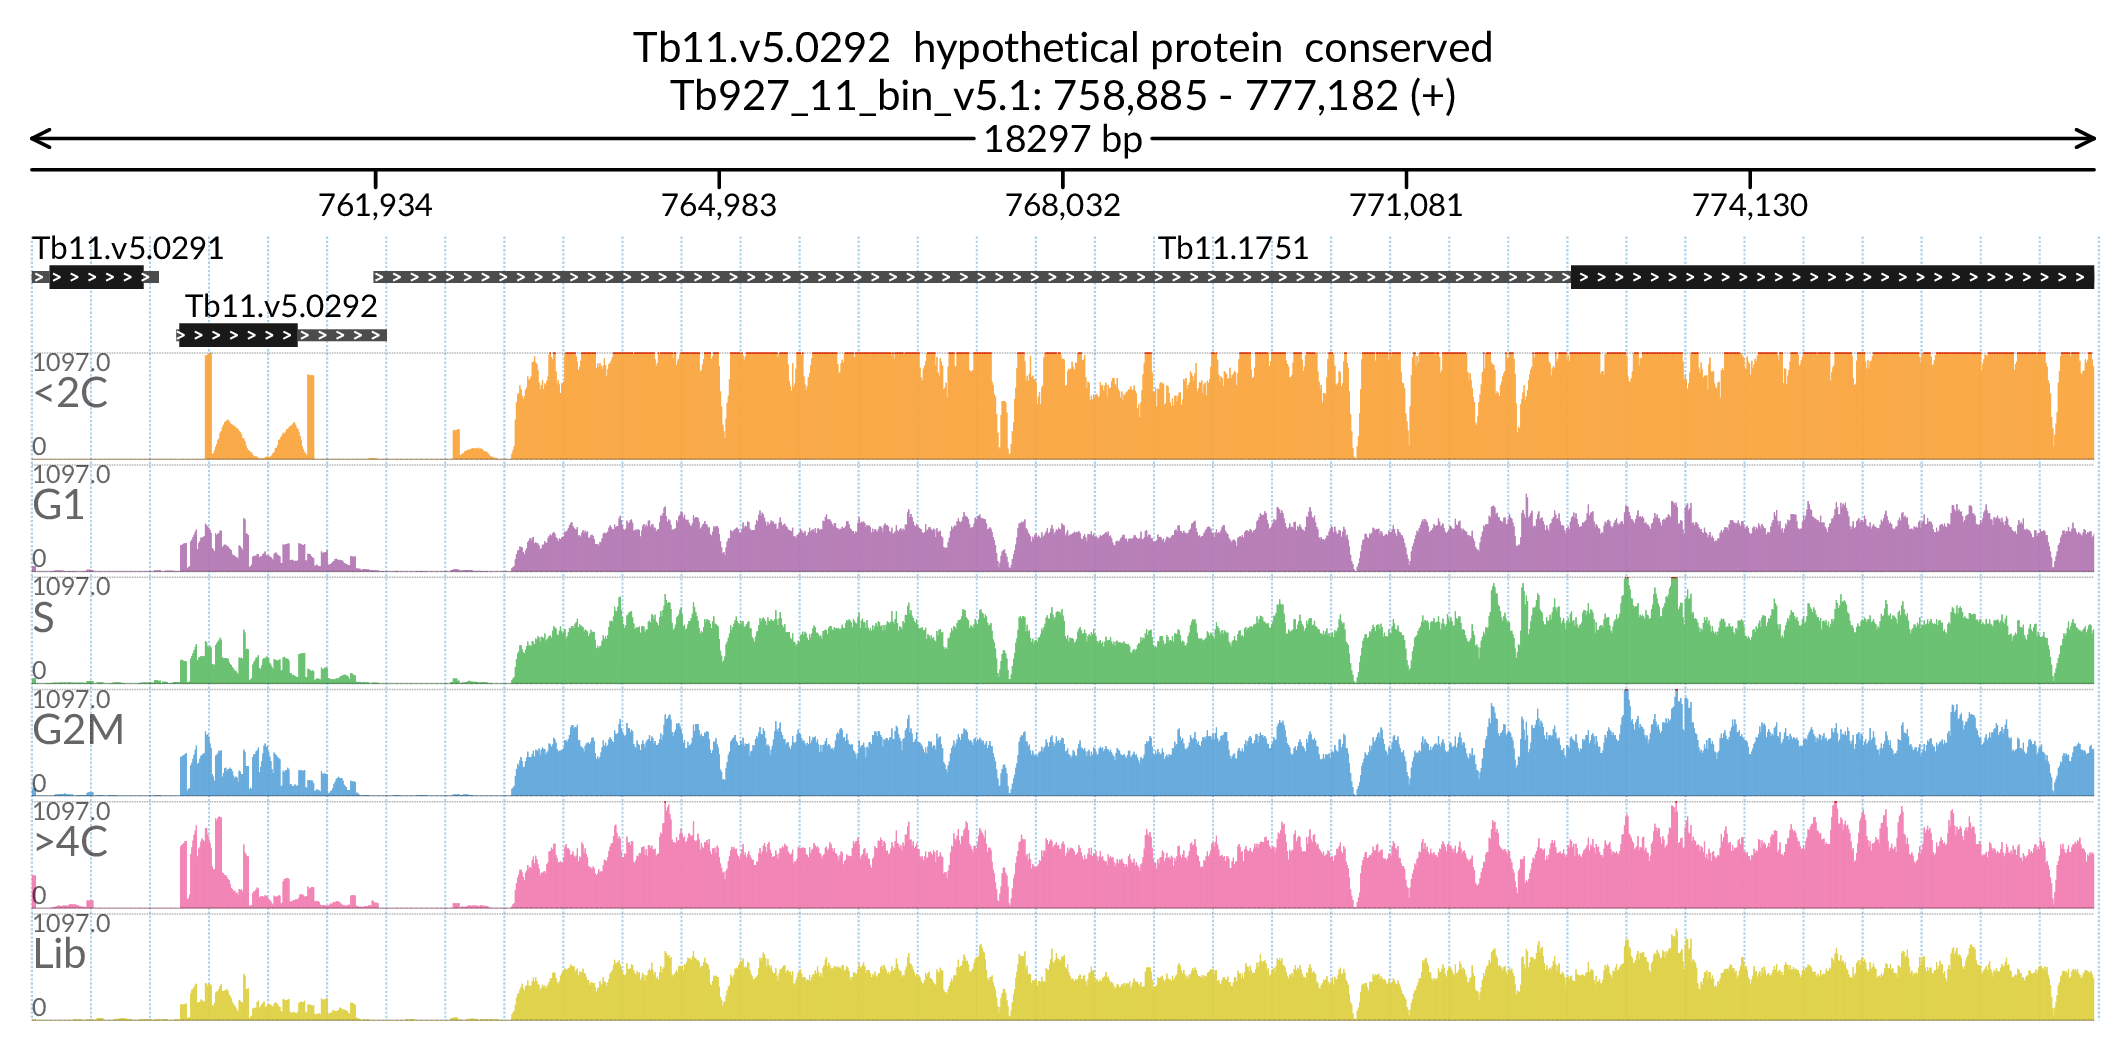 Tb11.v5.0292 hypothetical protein conserved
Tb927_11_bin_v5.1: 758,885 - 777,182 (+)
18297 bp
761,934 764,983 768,032 771,081 774,130
Tb11.v5.0291 Tb11.1751
Tb11.v5.0292
1097.0
<2C
0
1097.0
G1
0
1097.0
S
0
1097.0
G2M
0
1097.0
>4C
0
1097.0
Lib
0